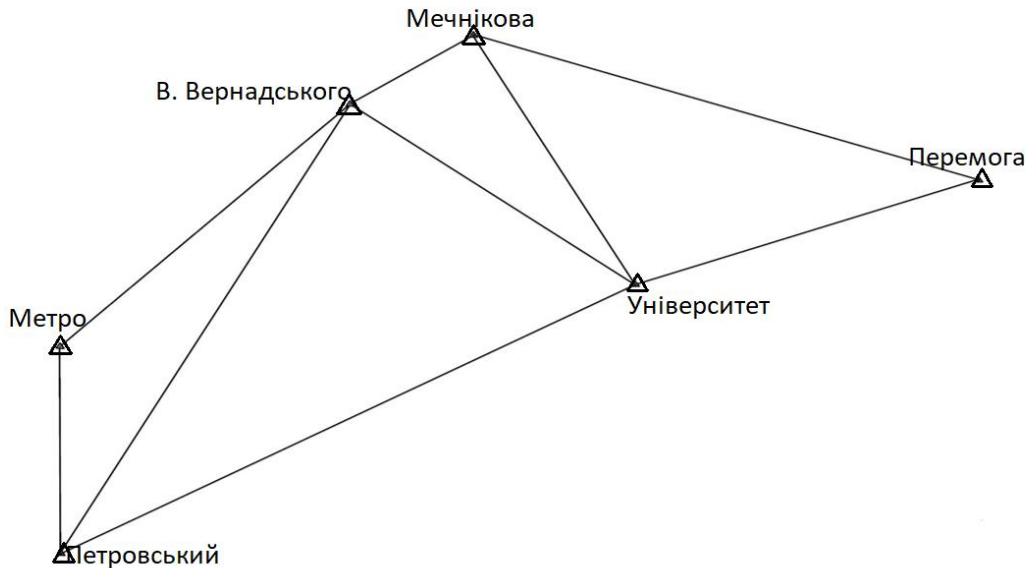 Мечнікова
В. Вернадського
Перемога
Університет
Метро
Петровський